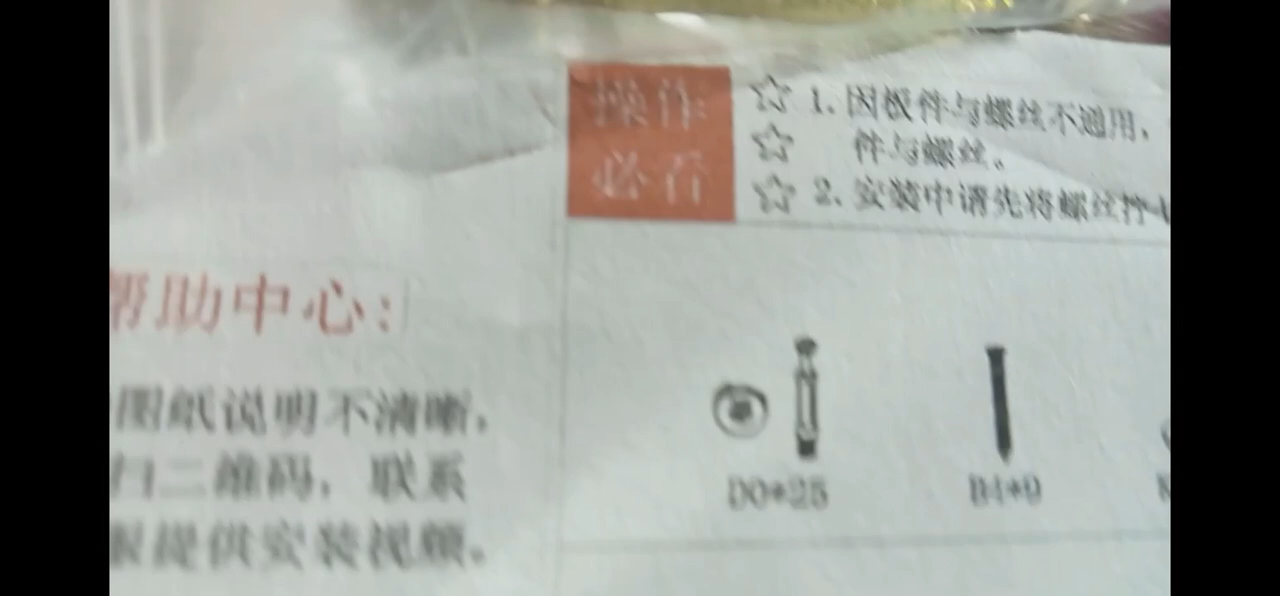 操作
必看
☆ 1. 因板件与螺丝不通用，
☆ 件与螺丝。
☆ 2. 安装中请先将螺丝拧
帮助中心：
图纸说明不清晰，
扫二维码，联系
服提供安装视频。
D0*25
B4*9